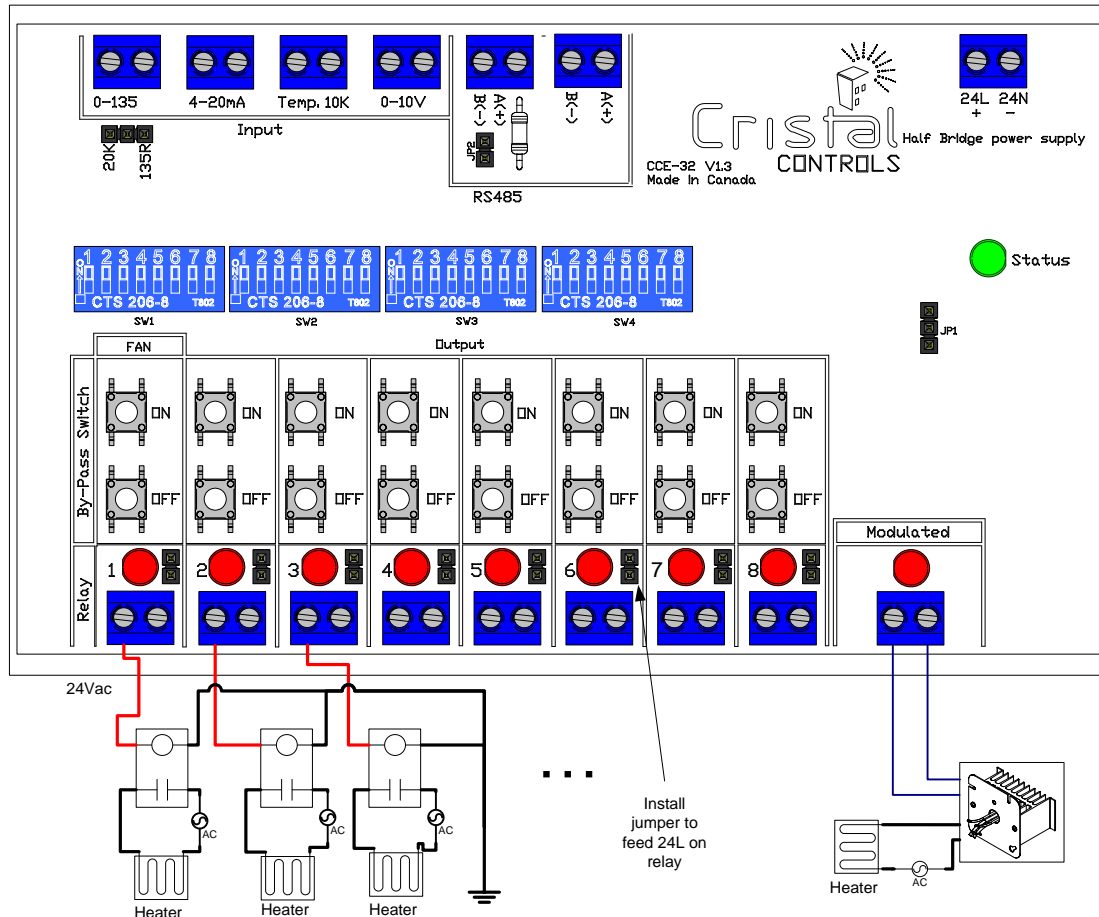 0-135
4-20mA
Temp. 10K
0-10V
Input
20K
135R
B(-)
A(+)
B(-)
A(+)
JP2
RS485
Cristal
CONTROLS
CCE-32 V1.3
Made In Canada
24L
24N
+
-
Half Bridge power supply
Status
JP1
ON
1 2 3 4 5 6 7 8
CTS 206-8
T802
SW1
ON
1 2 3 4 5 6 7 8
CTS 206-8
T802
SW2
ON
1 2 3 4 5 6 7 8
CTS 206-8
T802
SW3
ON
1 2 3 4 5 6 7 8
CTS 206-8
T802
SW4
FAN
Output
By-Pass Switch
ON
ON
ON
ON
ON
ON
ON
ON
OFF
OFF
OFF
OFF
OFF
OFF
OFF
OFF
Modulated
Relay
1
2
3
4
5
6
7
8
24Vac
AC
AC
AC
Heater
Heater
Heater
...
Install
jumper to
feed 24L on
relay
AC
Heater